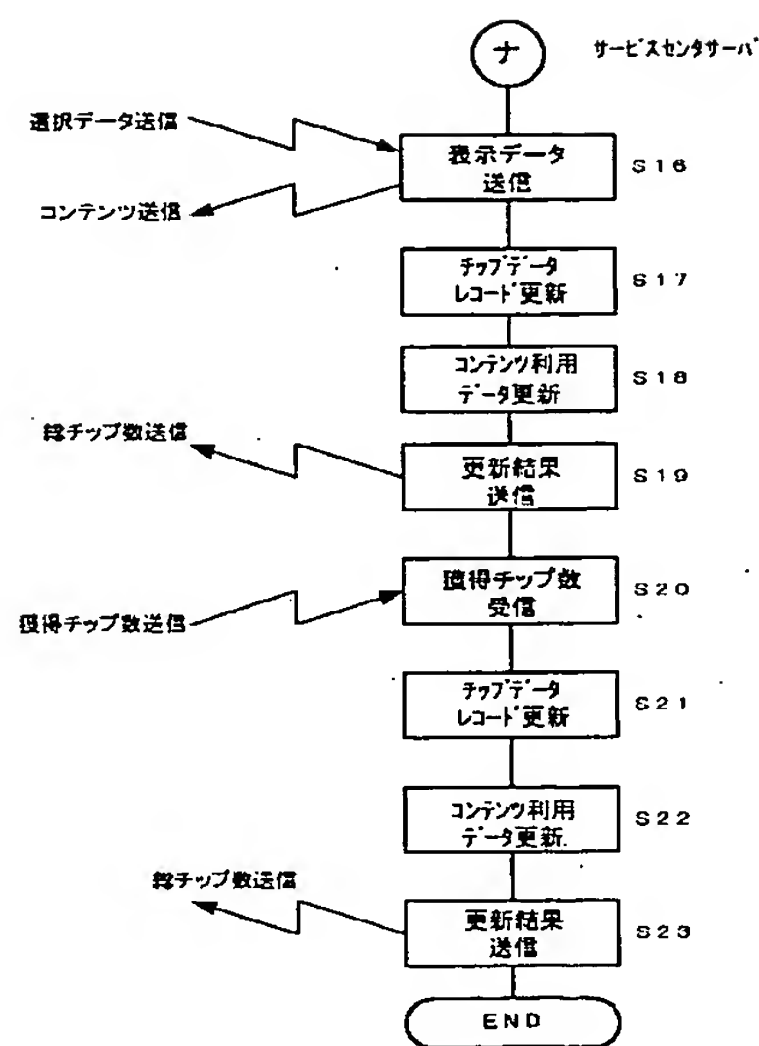 ナ
サービスセンタサーバ
選択データ送信
表示データ
送信
S16
コンテンツ送信
チップデータ
レコード更新
S17
コンテンツ利用
データ更新
S18
総チップ数送信
更新結果
送信
S19
獲得チップ数
受信
S20
獲得チップ数送信
チップデータ
レコード更新
S21
コンテンツ利用
データ更新
S22
総チップ数送信
更新結果
送信
S23
END